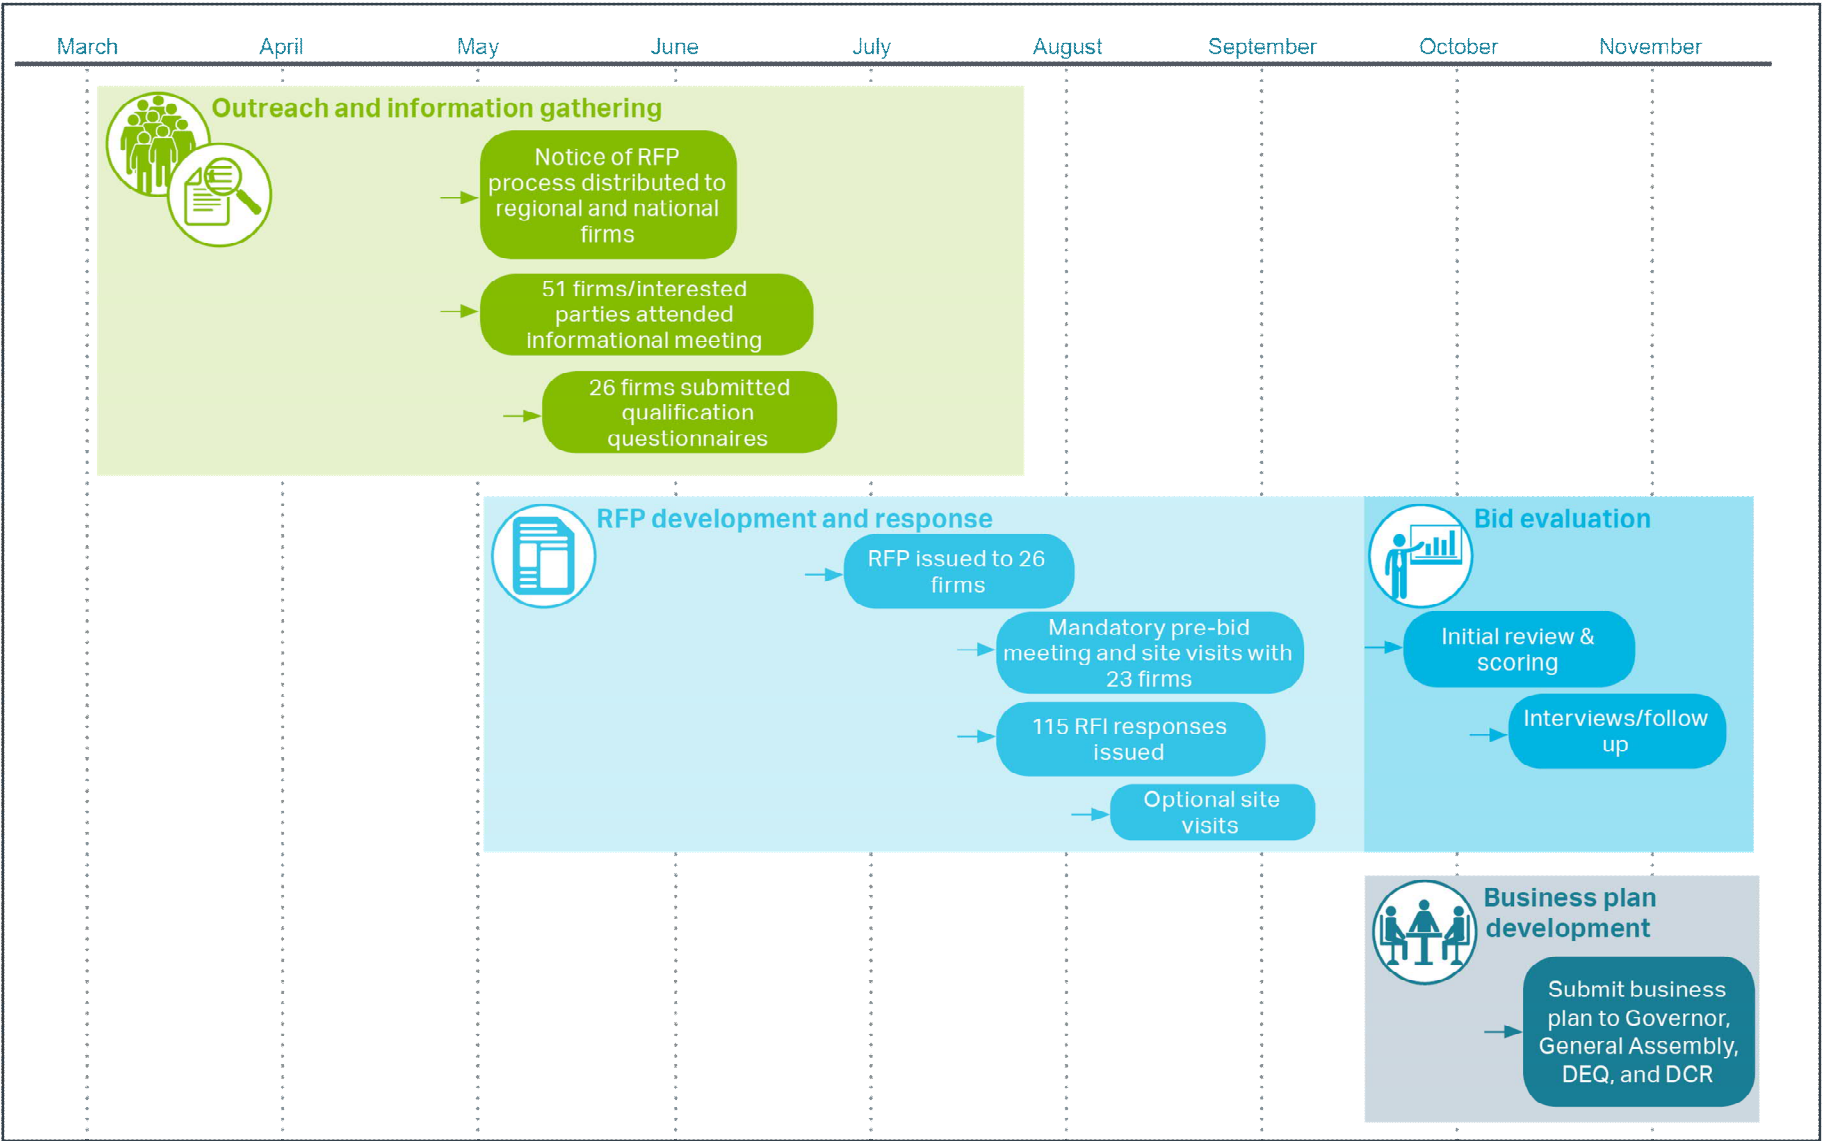 March April May June July August September October November
Outreach and information gathering
Notice of RFP
process distributed to
regional and national
firms
51 firms/interested
parties attended
informational meeting
26 firms submitted
qualification
questionnaires
RFP development and response
RFP issued to 26
firms
Mandatory pre-bid
meeting and site visits with
23 firms
115 RFI responses
issued
Optional site
visits
Bid evaluation
Initial review &
scoring
Interviews/follow
up
Business plan
development
Submit business
plan to Governor,
General Assembly,
DEQ, and DCR